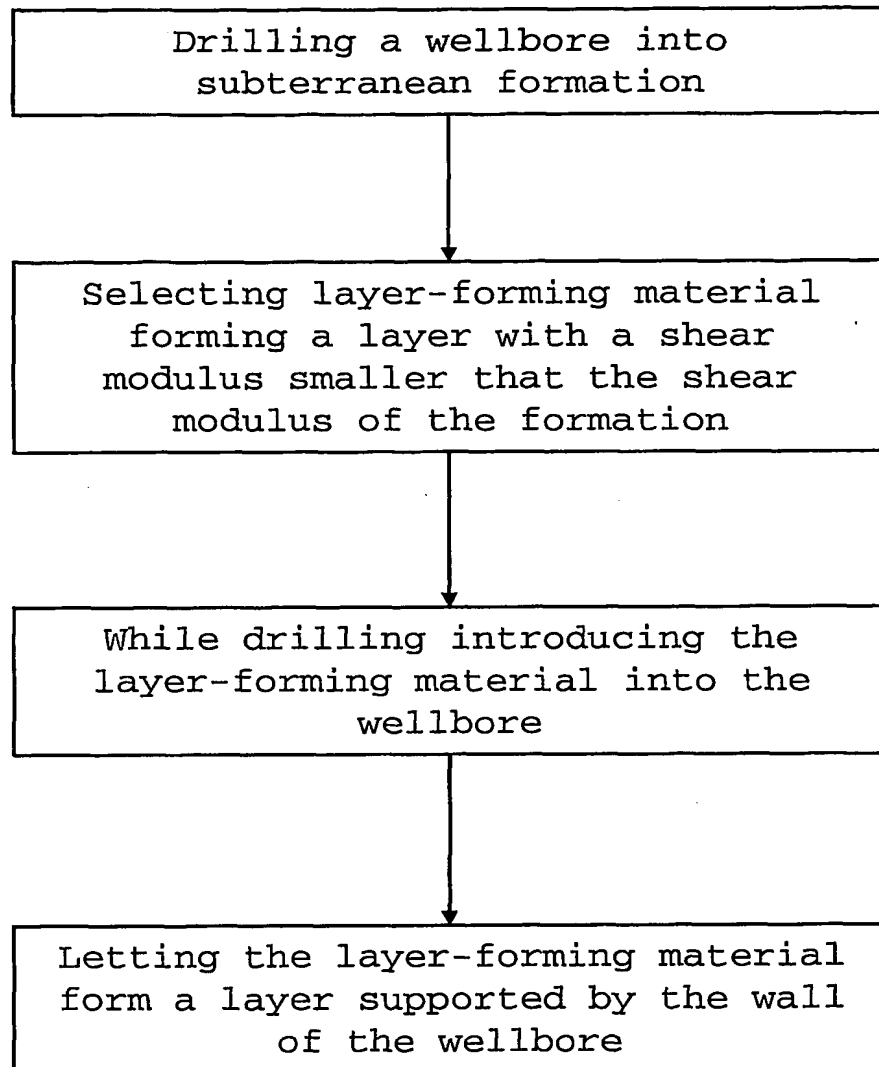 Drilling a wellbore into
subterranean formation
Selecting layer-forming material
forming a layer with a shear
modulus smaller that the shear
modulus of the formation
While drilling introducing the
layer-forming material into the
wellbore
Letting the layer-forming material
form a layer supported by the wall
of the wellbore